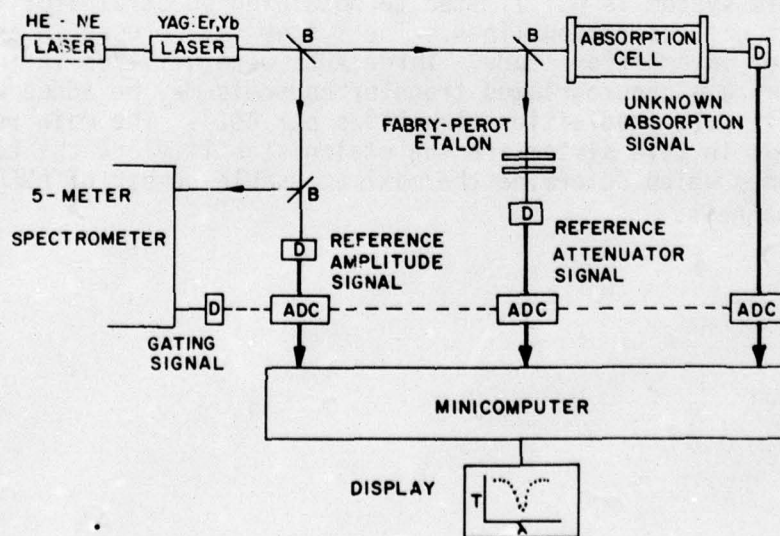 HE - NE
LASER
YAG:Er,Yb
LASER
B
B
ABSORPTION
CELL
D
UNKNOWN
ABSORPTION
SIGNAL
FABRY-PEROT
ETALON
5-METER
SPECTROMETER
B
D
REFERENCE
AMPLITUDE
SIGNAL
D
REFERENCE
ATTENUATOR
SIGNAL
D
ADC
ADC
ADC
GATING
SIGNAL
MINICOMPUTER
DISPLAY
T
λ